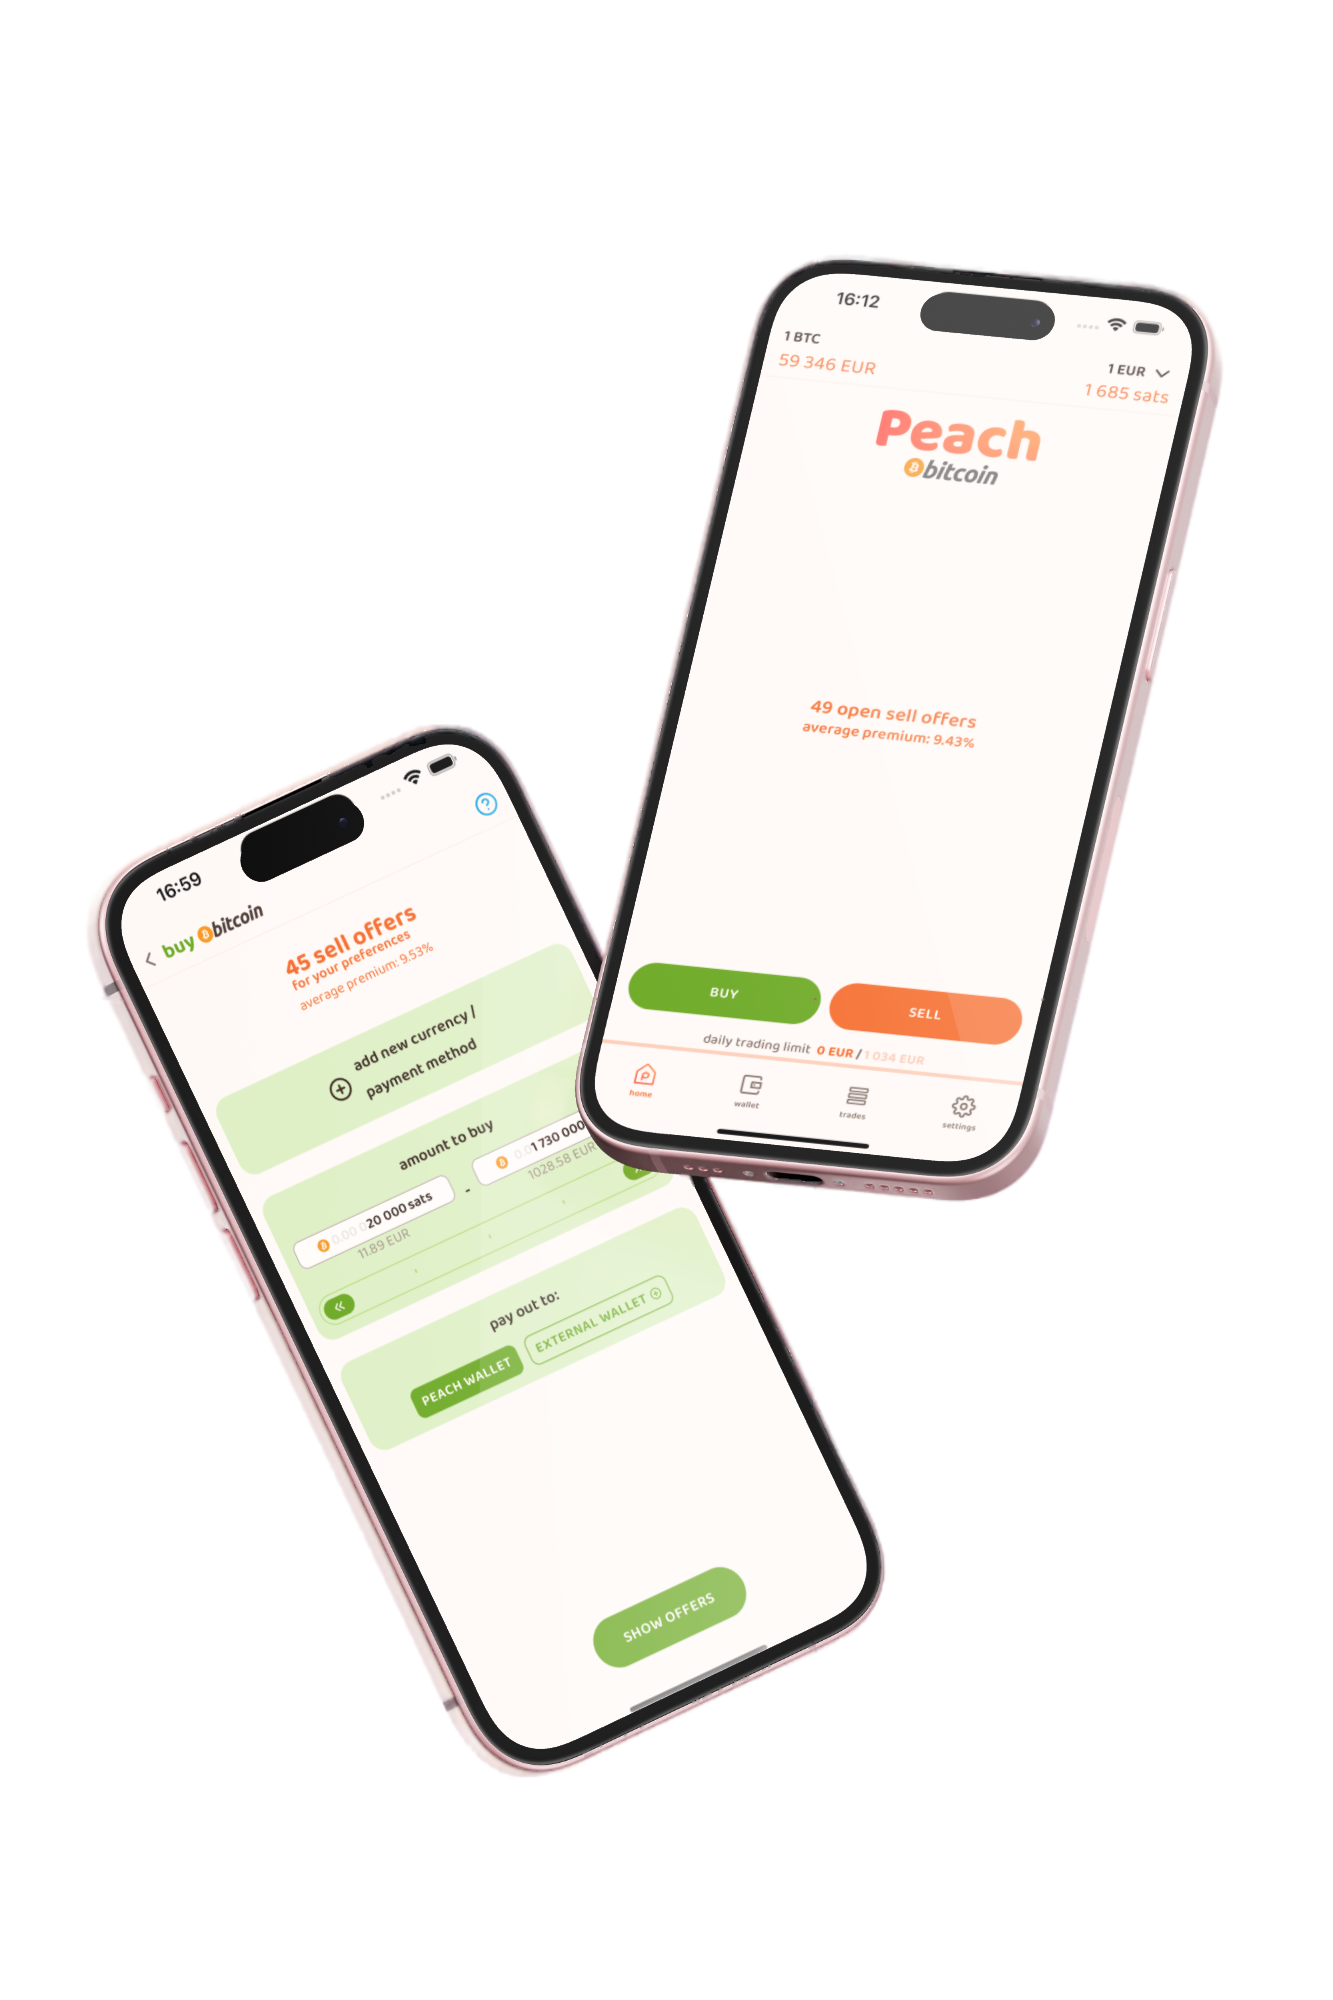 16:12
1 BTC
59 346 EUR
1 EUR
1 685 sats
Peach
bitcoin
49 open sell offers
average premium: 9.43%
BUY
SELL
daily trading limit 0 EUR / 1 034 EUR
home
wallet
trades
settings
16:59
buy bitcoin
45 sell offers
for your preferences
average premium: 9.53%
add new currency /
payment method
amount to buy
0.00 020 000 sats
-
0.01 730 000
11.89 EUR
1028.58 EUR
pay out to:
PEACH WALLET
EXTERNAL WALLET
SHOW OFFERS